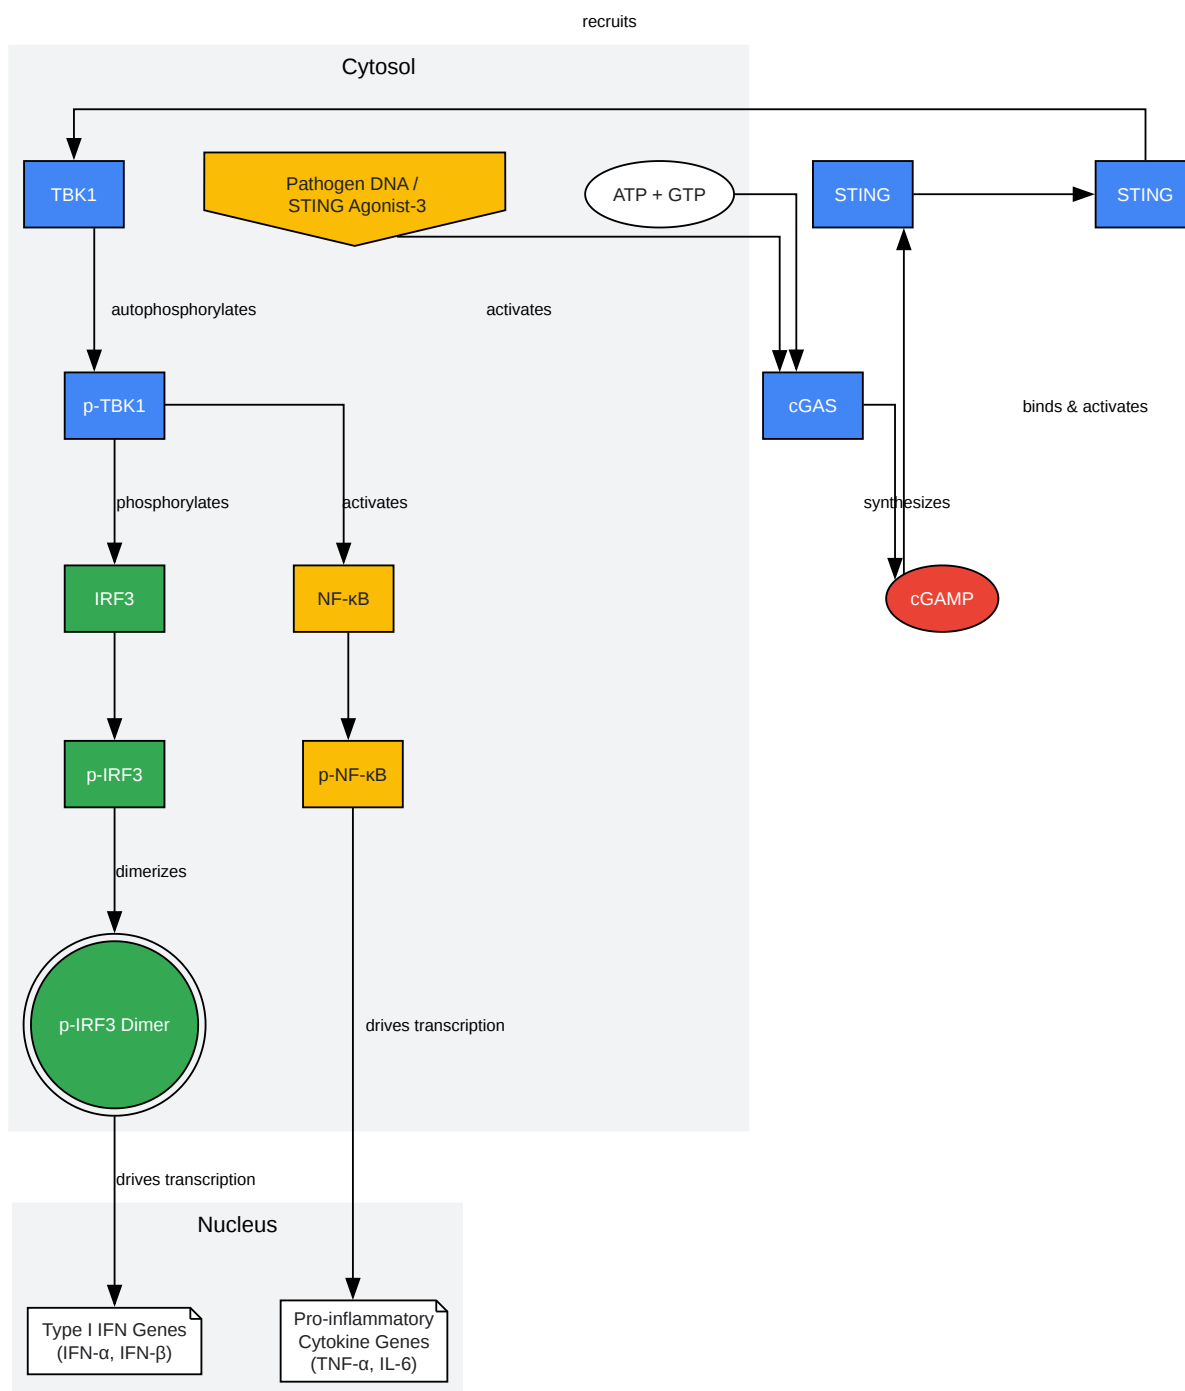 recruits
Cytosol
TBK1
Pathogen DNA /
STING Agonist-3
ATP + GTP
STING
STING
autophosphorylates
activates
p-TBK1
cGAS
binds & activates
phosphorylates
activates
synthesizes
IRF3
NF-κB
cGAMP
p-IRF3
p-NF-κB
dimerizes
p-IRF3 Dimer
drives transcription
drives transcription
Nucleus
Type I IFN Genes
(IFN-α, IFN-β)
Pro-inflammatory
Cytokine Genes
(TNF-α, IL-6)